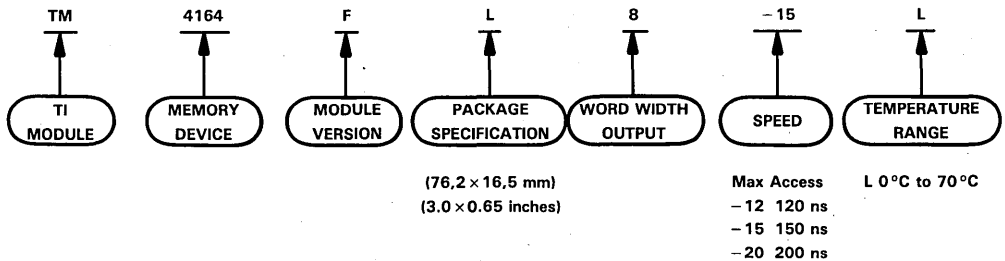 TM 4164 F L 8 −15 L
TI MODULE
MEMORY DEVICE
MODULE VERSION
PACKAGE SPECIFICATION
WORD WIDTH OUTPUT
SPEED
TEMPERATURE RANGE
(76,2 × 16,5 mm)
(3.0 × 0.65 inches)
Max Access
−12 120 ns
−15 150 ns
−20 200 ns
L 0°C to 70°C